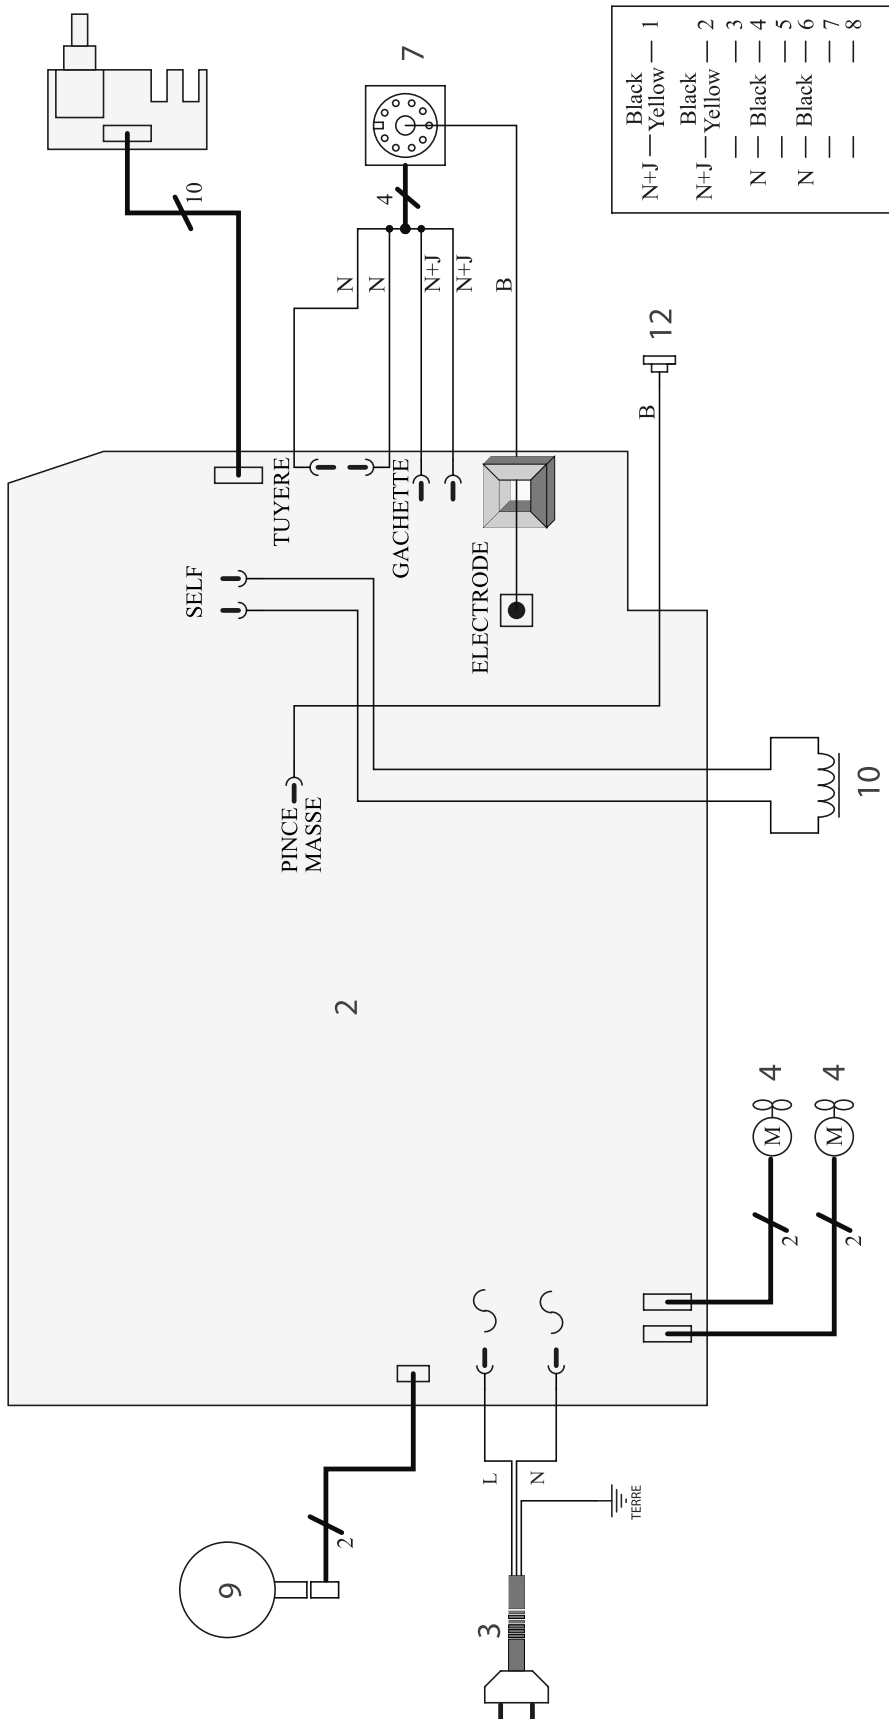 7
10
4
N+J — Black Yellow — 1
N+J — Black Yellow — 2
— — 3
N — Black — 4
— — 5
N — Black — 6
— — 7
— — 8
N
N
N+J
N+J
B
12
B
TUYERE
GACHETTE
SELF
ELECTRODE
PINCE
MASSE
10
2
4
4
M
M
2
2
L
N
TERRE
2
9
3